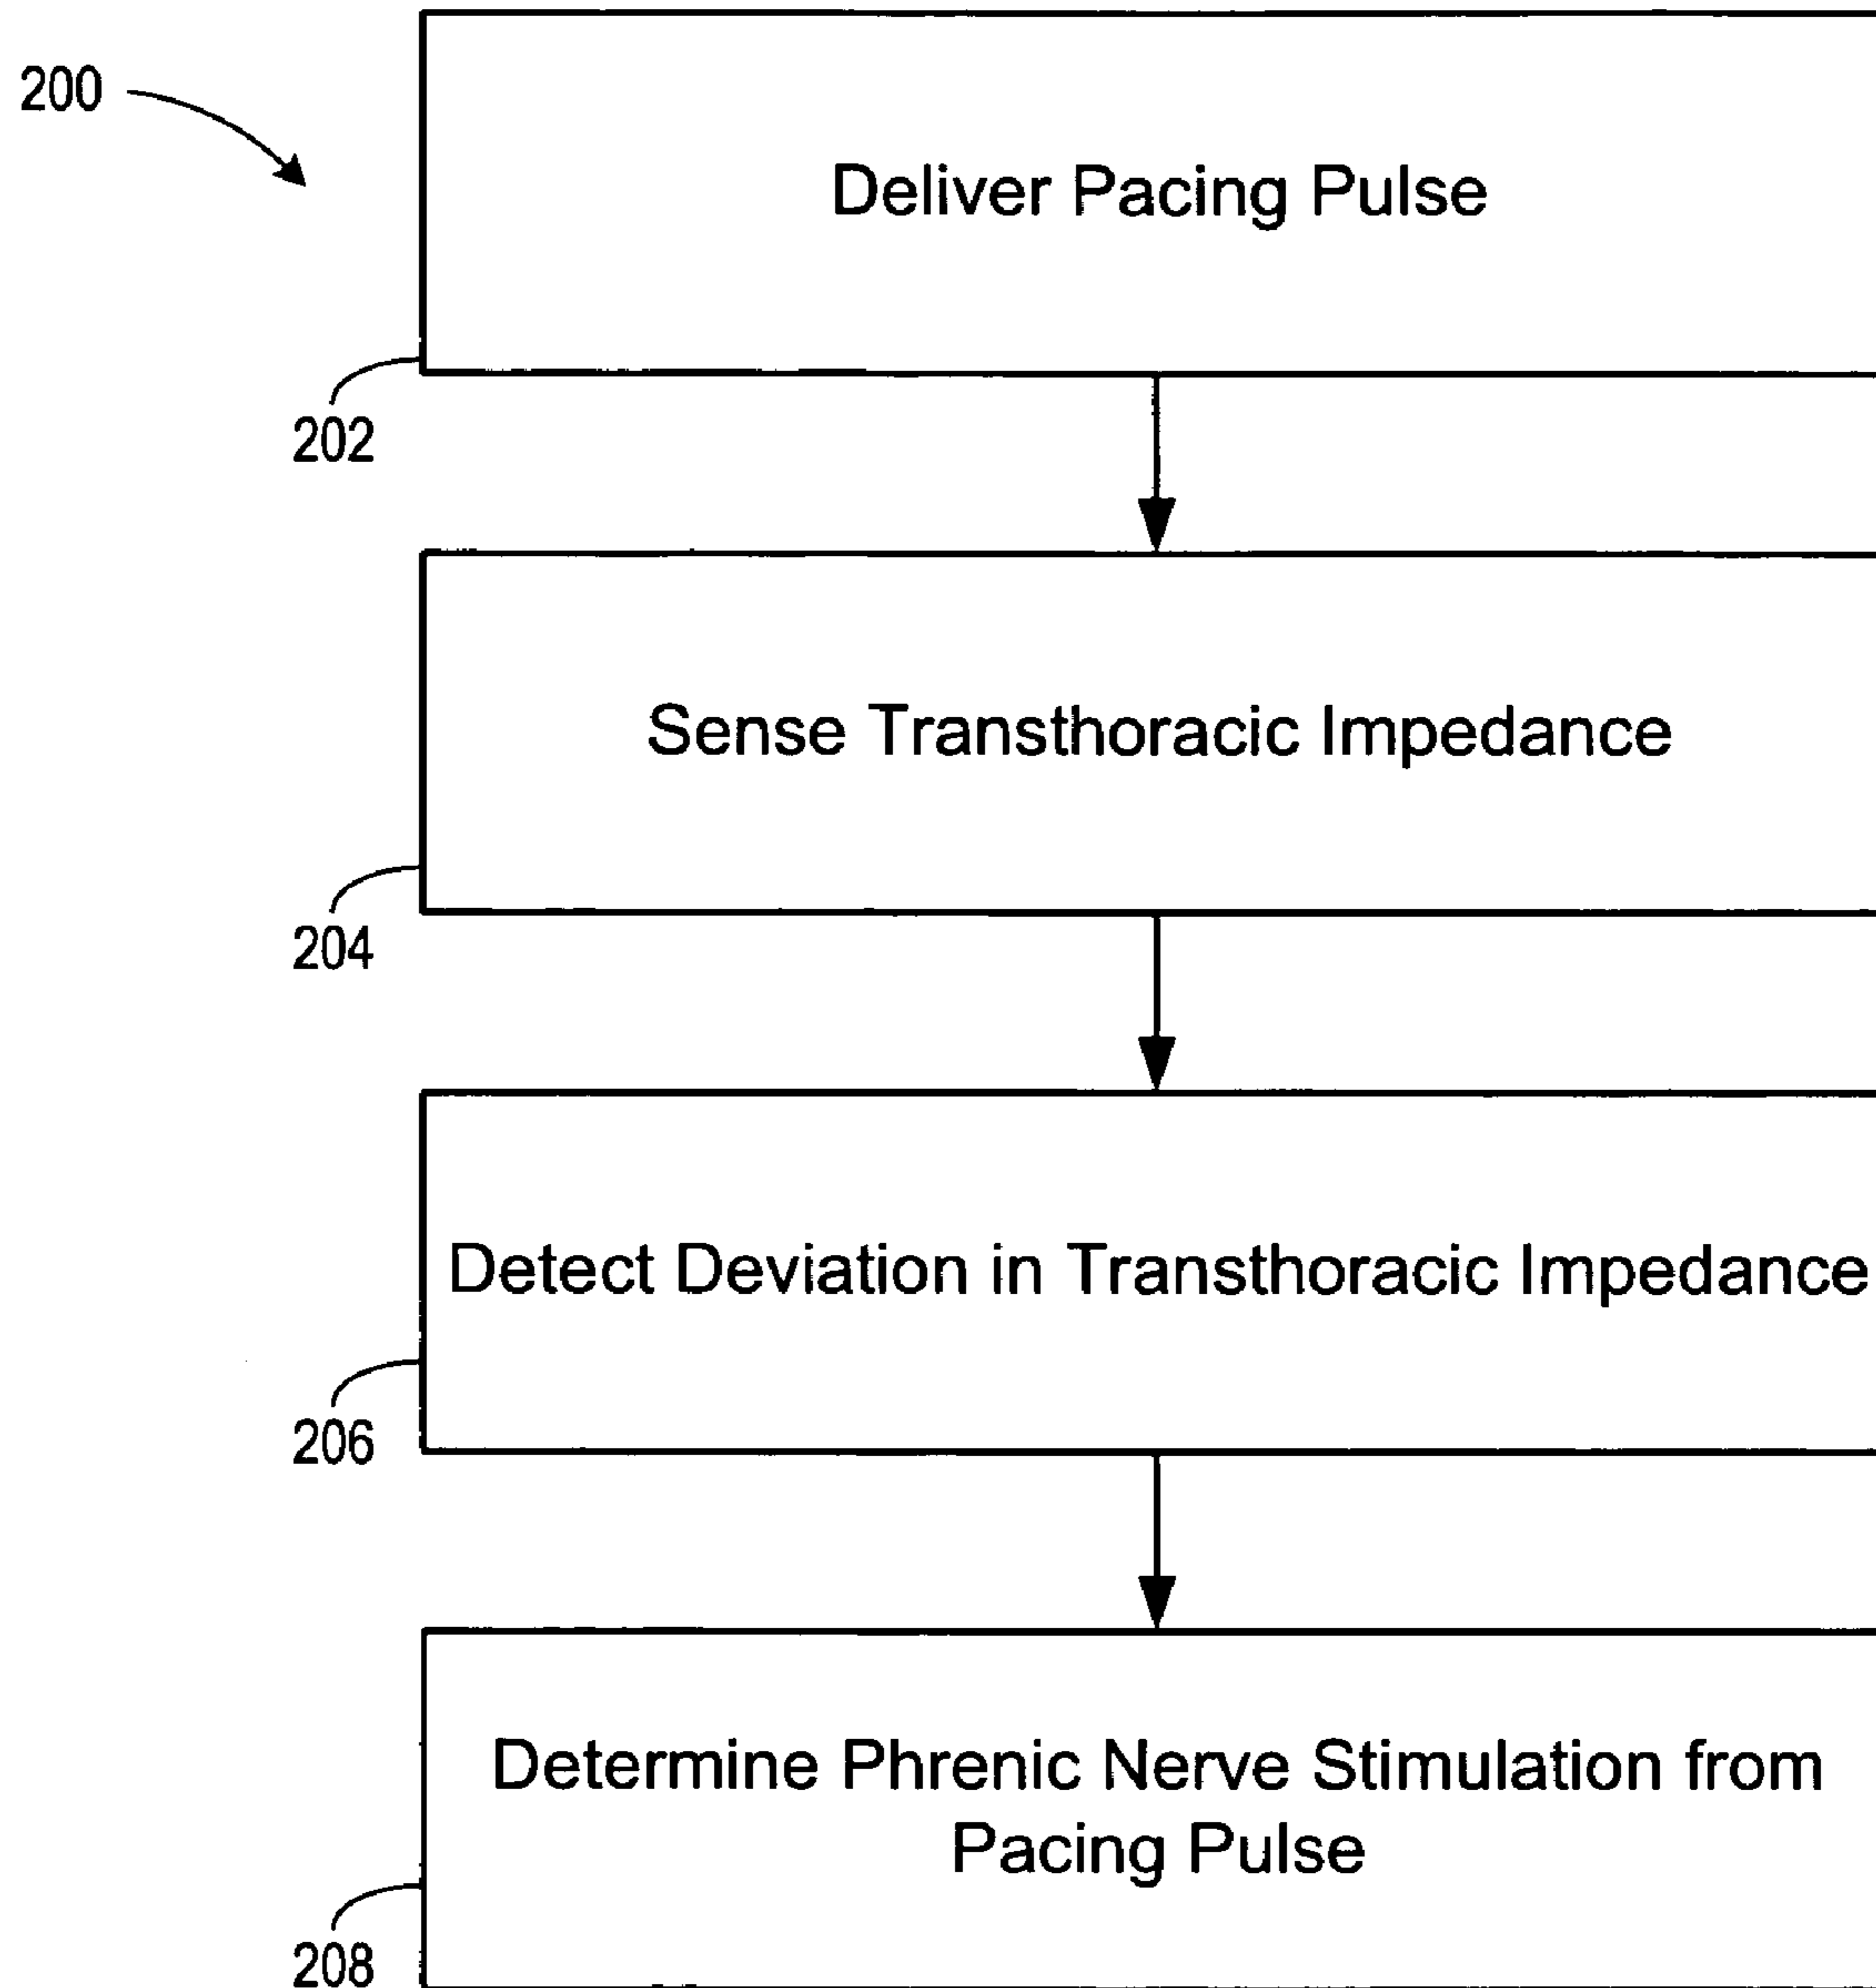 200
Deliver Pacing Pulse
202
Sense Transthoracic Impedance
204
Detect Deviation in Transthoracic Impedance
206
Determine Phrenic Nerve Stimulation from
Pacing Pulse
208